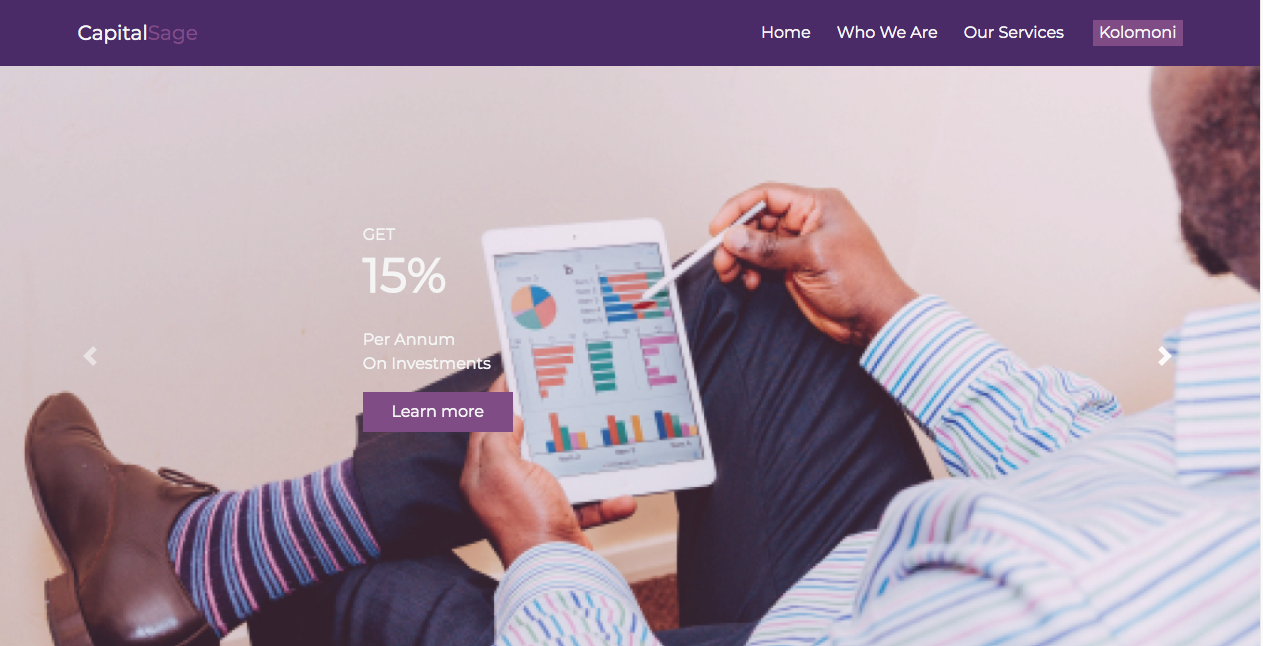 CapitalSage
Home
Who We Are
Our Services
Kolomoni
GET
15%
Per Annum
On Investments
Learn more